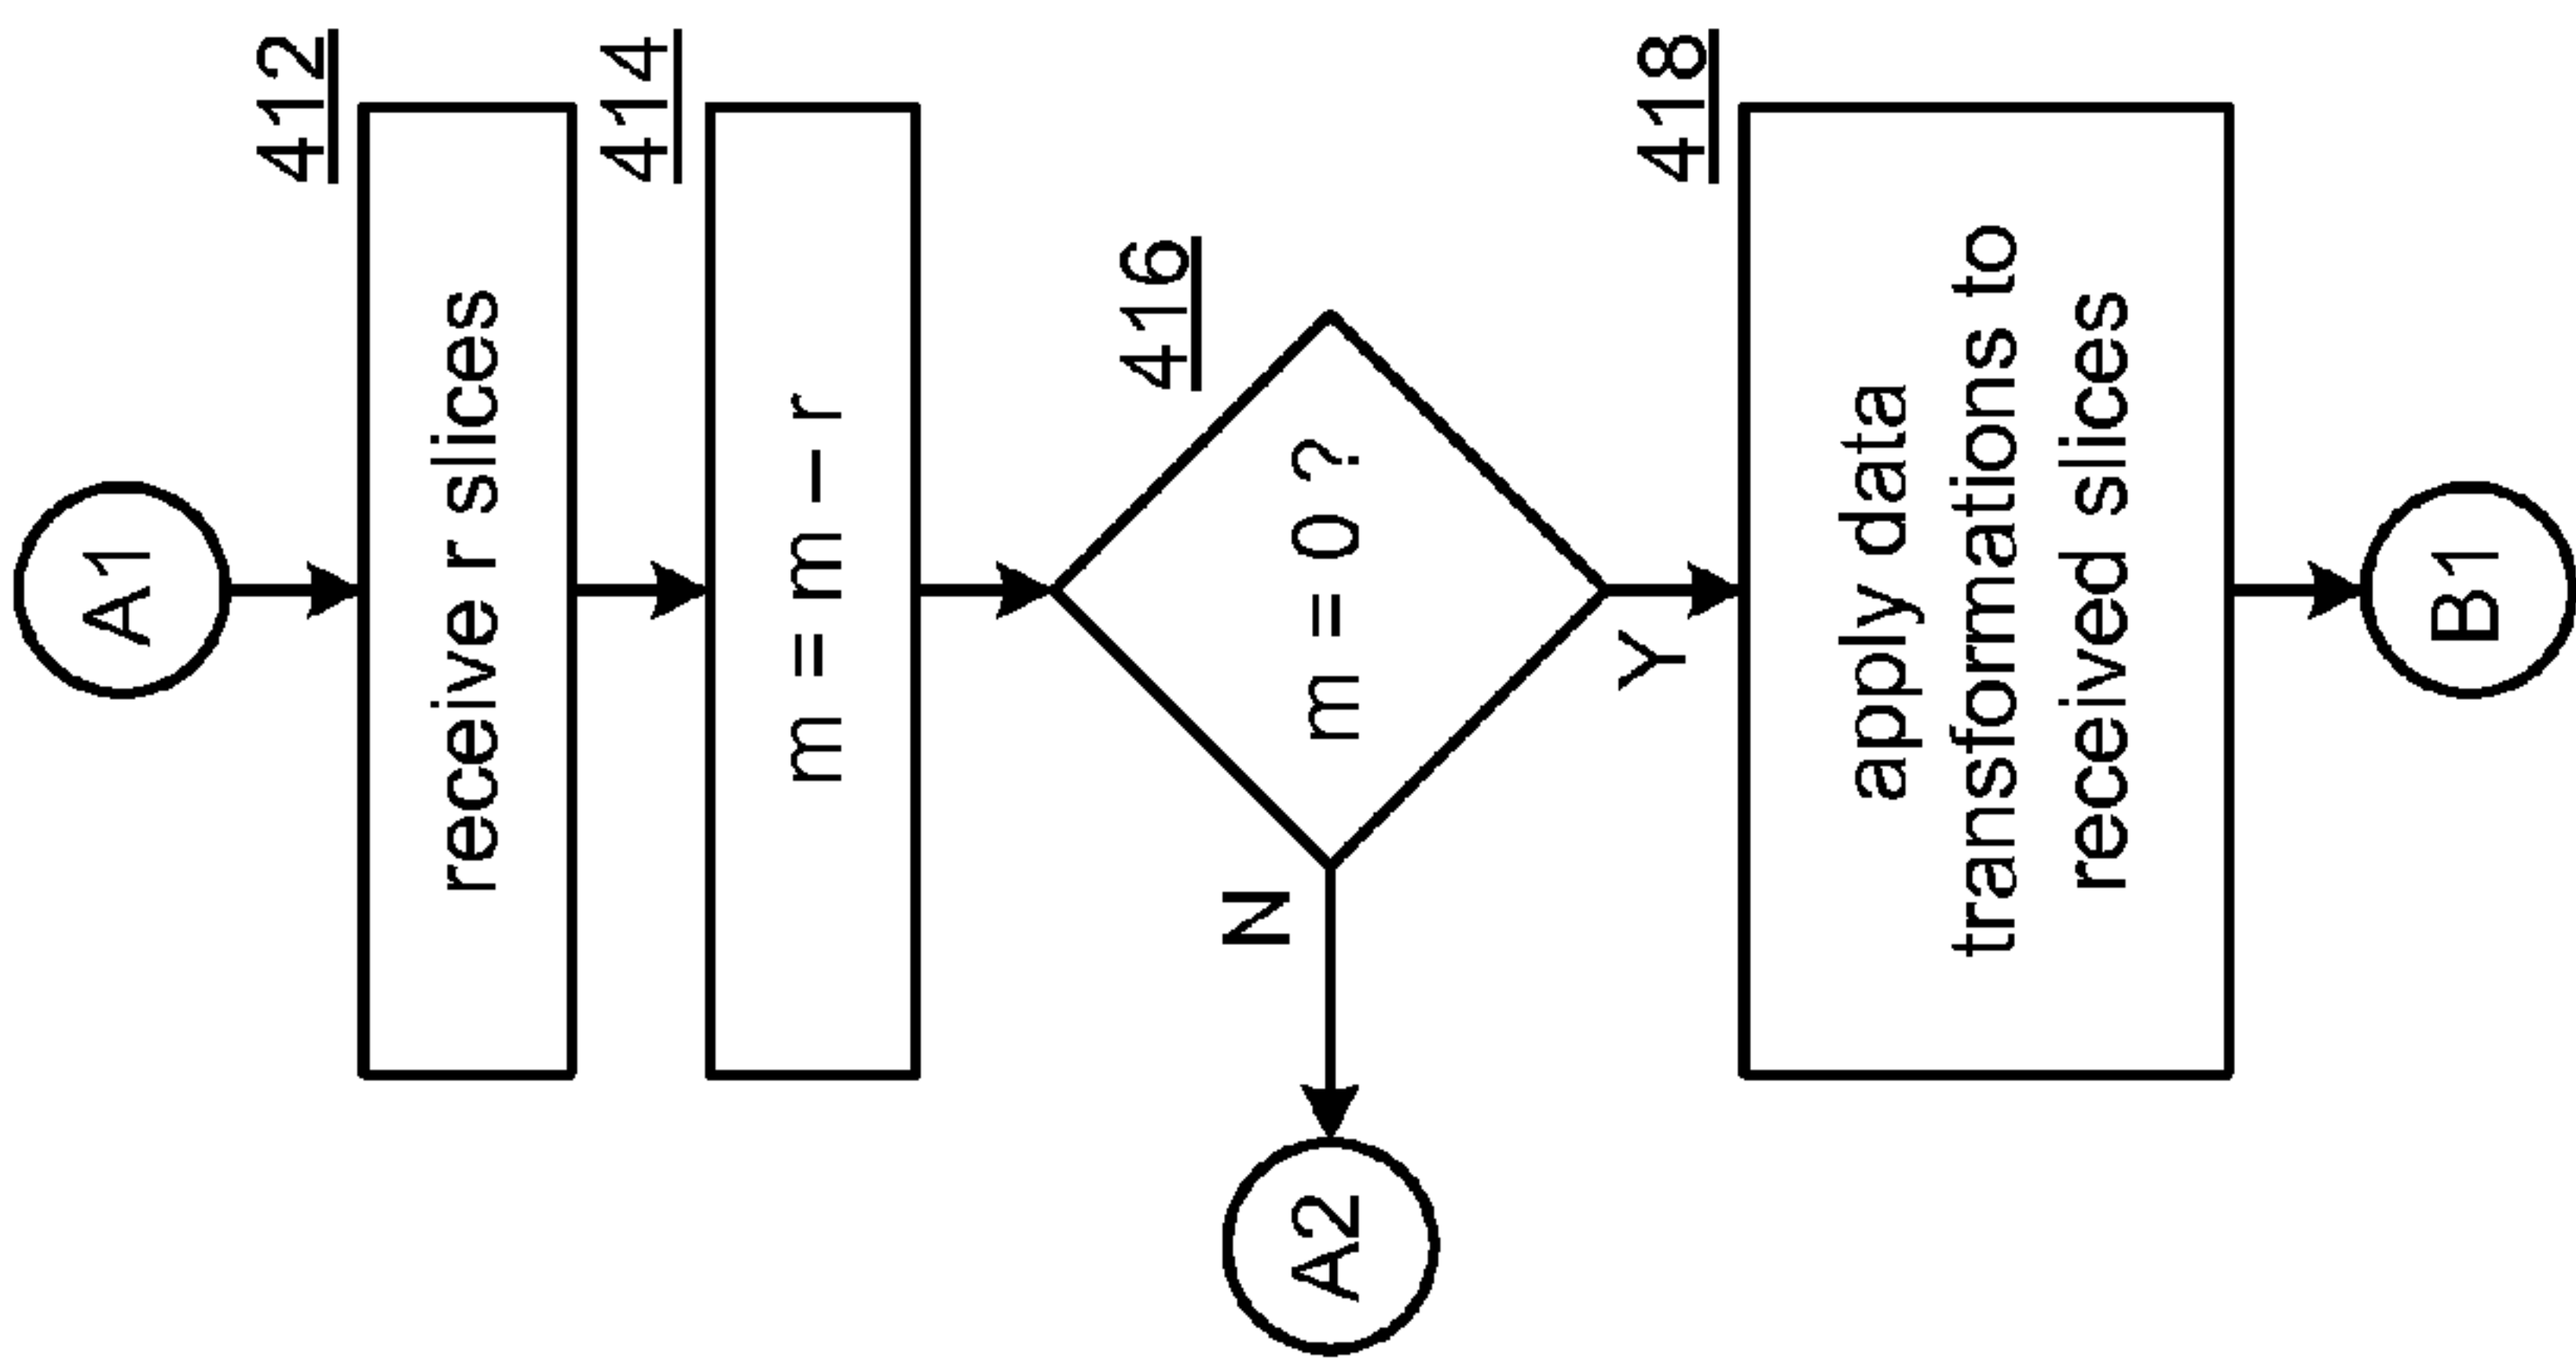 A1
412
receive r slices
414
m = m – r
416
m = 0 ?
N
A2
Y
418
apply data
transformations to
received slices
B1